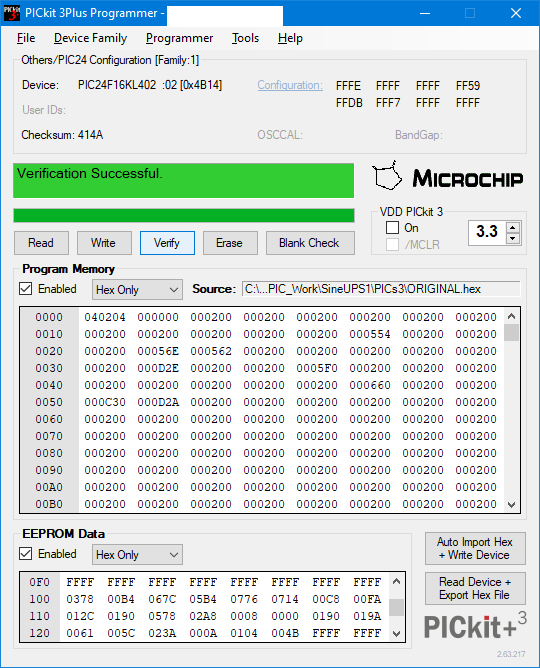 PICkit 3Plus Programmer -
File Device Family Programmer Tools Help
Others/PIC24 Configuration [Family:1]
Device: PIC24F16KL402 :02 [0x4B14] Configuration: FFFE FFFF FFFF FF59
User IDs: FFDB FFF7 FFFF FFFF
Checksum: 414A OSCCAL: BandGap:
Verification Successful.
MICROCHIP
VDD PICkit 3
On
/MCLR
3.3
Read Write Verify Erase Blank Check
Program Memory
Enabled Hex Only Source: C:\...PIC_Work\SineUPS1\PICs3\ORIGINAL.hex
0000 040204 000000 000200 000200 000200 000200 000200 000200
0010 000200 000200 000200 000200 000200 000554 000200 000200
0020 000200 00056E 000562 000200 000200 000200 000200 000200
0030 000200 000D2E 000200 000200 0005F0 000200 000200 000200
0040 000200 000200 000200 000200 000200 000660 000200 000200
0050 000C30 000D2A 000200 000200 000200 000200 000200 000200
0060 000200 000200 000200 000200 000200 000200 000200 000200
0070 000200 000200 000200 000200 000200 000200 000200 000200
0080 000200 000200 000200 000200 000200 000200 000200 000200
0090 000200 000200 000200 000200 000200 000200 000200 000200
00A0 000200 000200 000200 000200 000200 000200 000200 000200
00B0 000200 000200 000200 000200 000200 000200 000200 000200
EEPROM Data
Enabled Hex Only
0F0 FFFF FFFF FFFF FFFF FFFF FFFF FFFF FFFF
100 0378 00B4 067C 05B4 0776 0714 00C8 00FA
110 012C 0190 0578 02A8 0008 0000 0190 019A
120 0061 005C 023A 000A 0104 004B FFFF FFFF
Auto Import Hex
+ Write Device
Read Device +
Export Hex File
PICkit+3
2.63.217